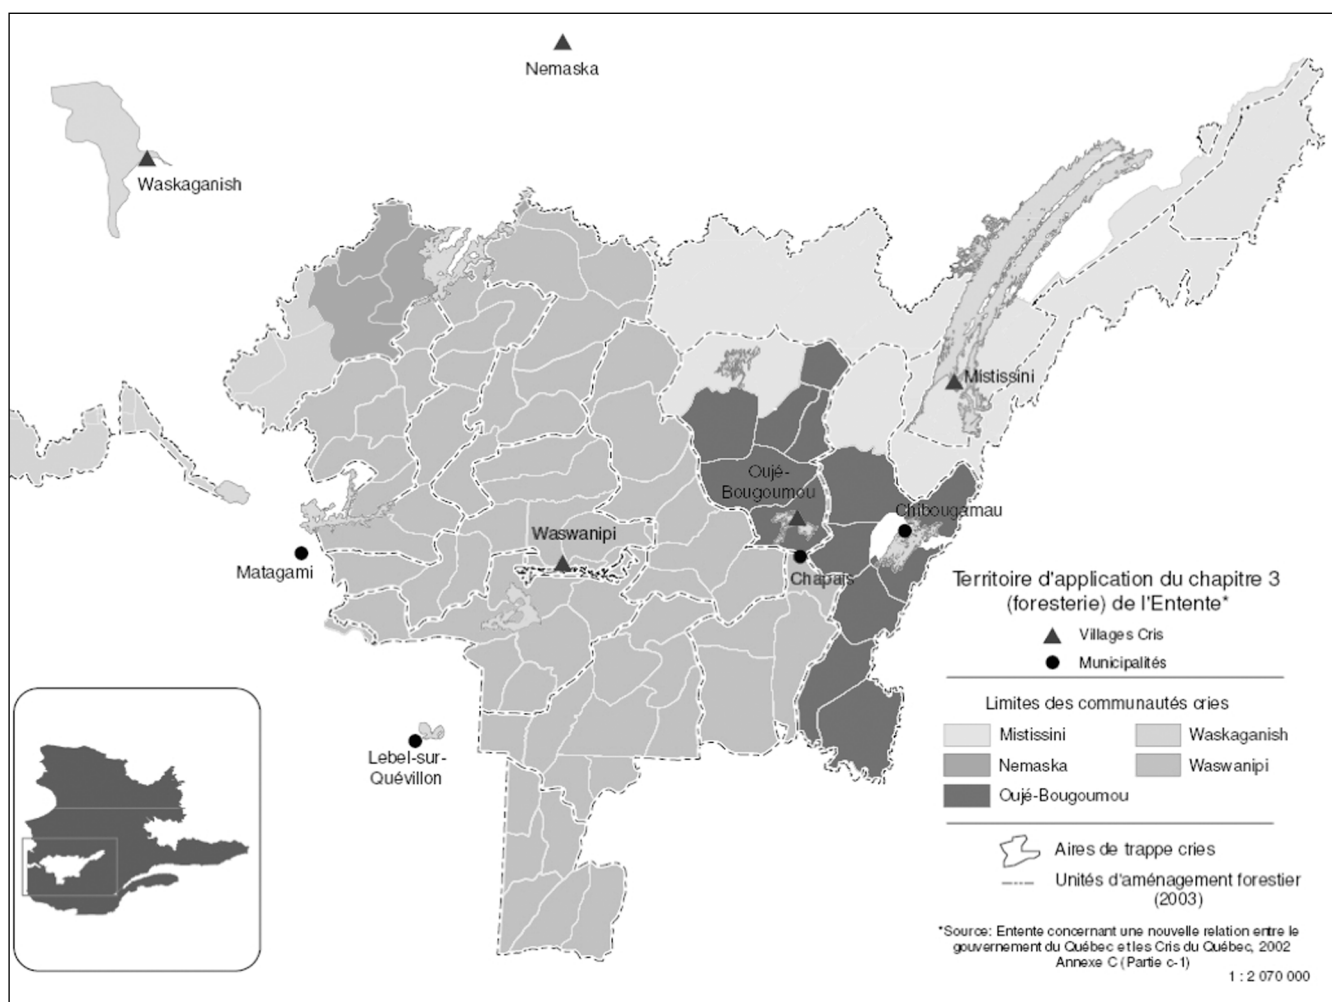 Nemaska
Waskaganish
Mistissini
Oujé-
Bougoumou
Chibougamau
Waswanipi
Matagami
Chapais
Lebel-sur-
Quévillon
Territoire d'application du chapitre 3
(foresterie) de l'Entente*
Villages Cris
Municipalités
Limites des communautés cries
Mistissini
Waskaganish
Nemaska
Waswanipi
Oujé-Bougoumou
Aires de trappe cries
Unités d'aménagement forestier
(2003)
*Source: Entente concernant une nouvelle relation entre le
gouvernement du Québec et les Cris du Québec, 2002
Annexe C (Partie c-1)
1 : 2 070 000